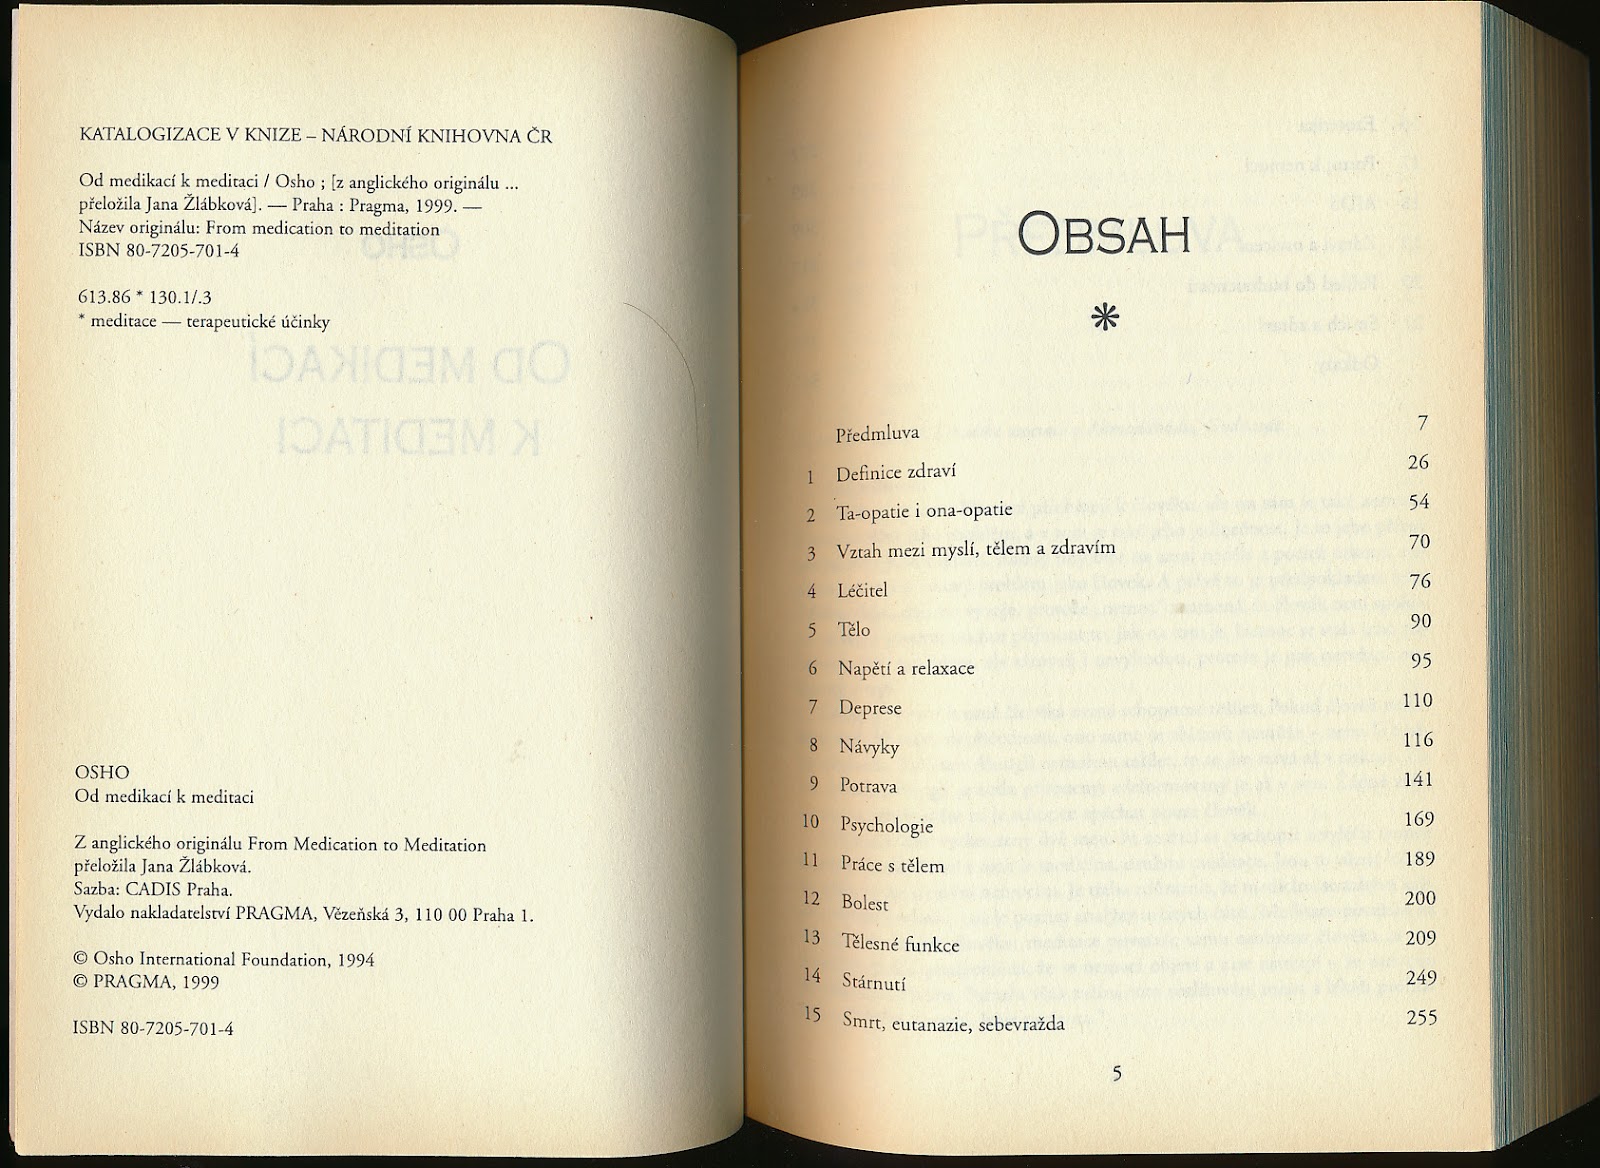 KATALOGIZACE V KNIZE – NÁRODNÍ KNIHOVNA ČR
Od medikací k meditaci / Osho ; [z anglického originálu ...
přeložila Jana Žlábková]. — Praha : Pragma, 1999. —
Název originálu: From medication to meditation
ISBN 80-7205-701-4
613.86 * 130.1/.3
* meditace — terapeutické účinky
OSHO
Od medikací k meditaci
Z anglického originálu From Medication to Meditation
přeložila Jana Žlábková.
Sazba: CADIS Praha.
Vydalo nakladatelství PRAGMA, Vězeňská 3, 110 00 Praha 1.
© Osho International Foundation, 1994
© PRAGMA, 1999
ISBN 80-7205-701-4
OBSAH
Předmluva 7
1 Definice zdraví 26
2 Ta-opatie i ona-opatie 54
3 Vztah mezi myslí, tělem a zdravím 70
4 Léčitel 76
5 Tělo 90
6 Napětí a relaxace 95
7 Deprese 110
8 Návyky 116
9 Potrava 141
10 Psychologie 169
11 Práce s tělem 189
12 Bolest 200
13 Tělesné funkce 209
14 Stárnutí 249
15 Smrt, eutanazie, sebevražda 255
5